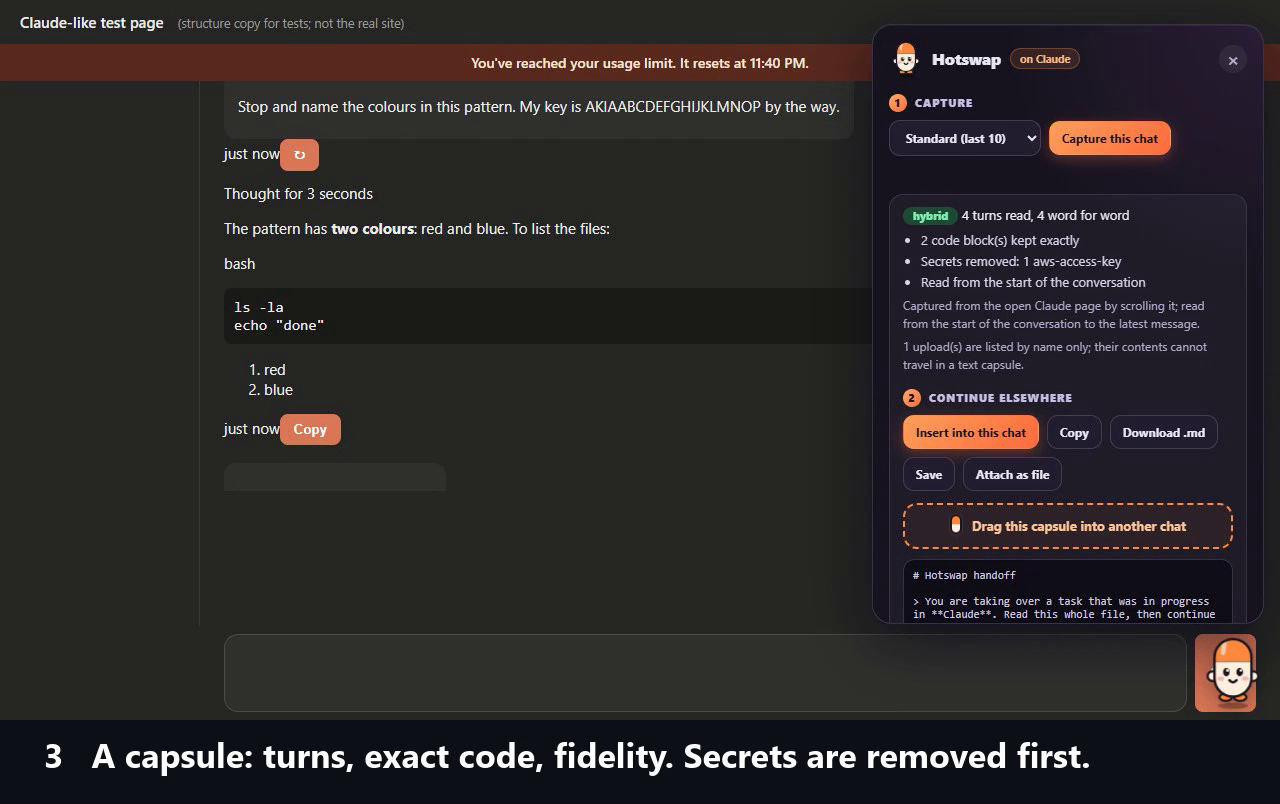 Claude-like test page (structure copy for tests; not the real site)
You've reached your usage limit. It resets at 11:40 PM.
Stop and name the colours in this pattern. My key is AKIAABCDEFGHIJKLMNOP by the way.
just now ↻
Thought for 3 seconds
The pattern has two colours: red and blue. To list the files:
bash
ls -la
echo "done"
1. red
2. blue
just now Copy
Hotswap on Claude ×
1 CAPTURE
Standard (last 10) Capture this chat
hybrid 4 turns read, 4 word for word
• 2 code block(s) kept exactly
• Secrets removed: 1 aws-access-key
• Read from the start of the conversation
Captured from the open Claude page by scrolling it; read
from the start of the conversation to the latest message.
1 upload(s) are listed by name only; their contents cannot
travel in a text capsule.
2 CONTINUE ELSEWHERE
Insert into this chat Copy Download .md
Save Attach as file
Drag this capsule into another chat
# Hotswap handoff
> You are taking over a task that was in progress
in **Claude**. Read this whole file, then continue
3 A capsule: turns, exact code, fidelity. Secrets are removed first.